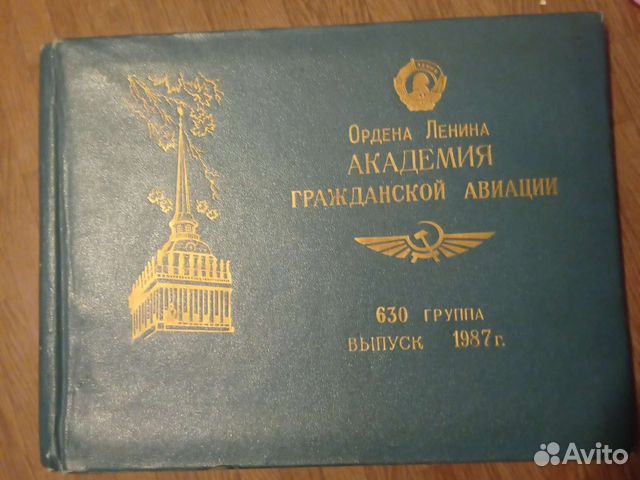 Ордена Ленина
АКАДЕМИЯ
ГРАЖДАНСКОЙ АВИАЦИИ
630 ГРУППА
ВЫПУСК 1987 г.
Avito